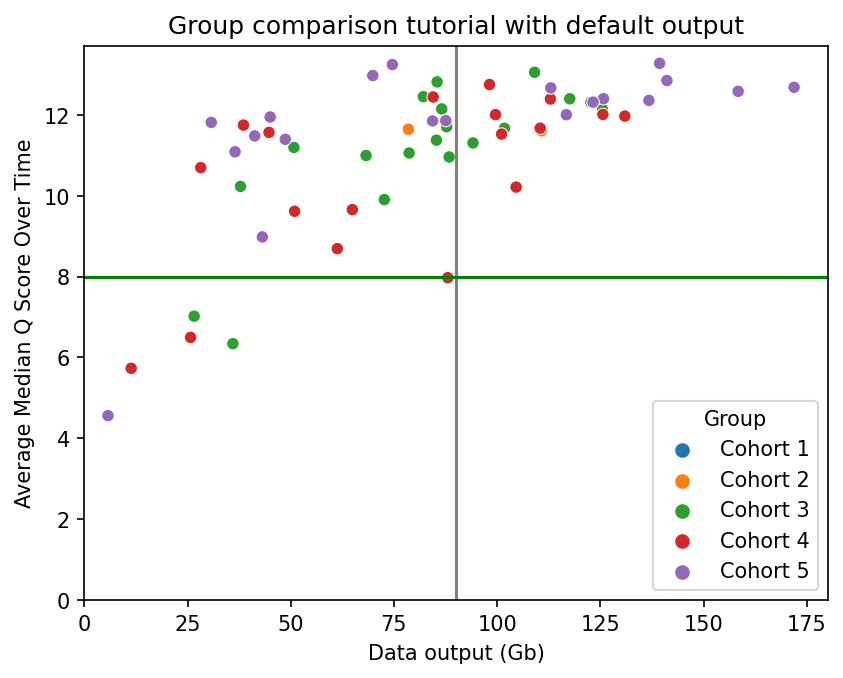 Group comparison tutorial with default output
Average Median Q Score Over Time
12
10
8
6
4
2
0
Group
Cohort 1
Cohort 2
Cohort 3
Cohort 4
Cohort 5
0 25 50 75 100 125 150 175
Data output (Gb)